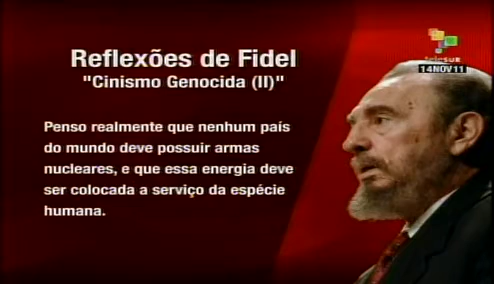 Reflexões de Fidel
"Cinismo Genocida (II)"
Penso realmente que nenhum país
do mundo deve possuir armas
nucleares, e que essa energia deve
ser colocada a serviço da espécie
humana.
teleSUR
14NOV11